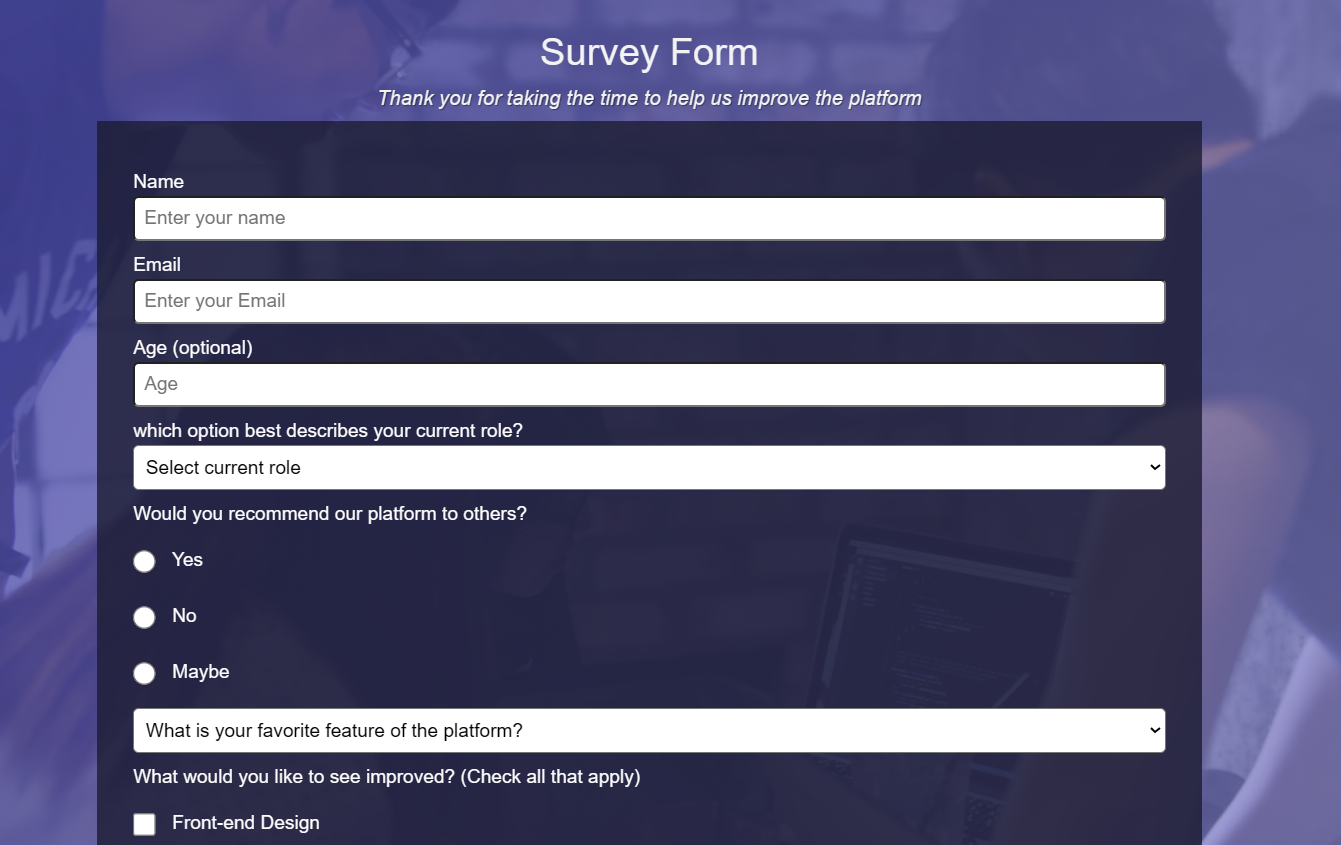 Survey Form
Thank you for taking the time to help us improve the platform
Name
Enter your name
Email
Enter your Email
Age (optional)
Age
which option best describes your current role?
Select current role
Would you recommend our platform to others?
Yes
No
Maybe
What is your favorite feature of the platform?
What would you like to see improved? (Check all that apply)
Front-end Design